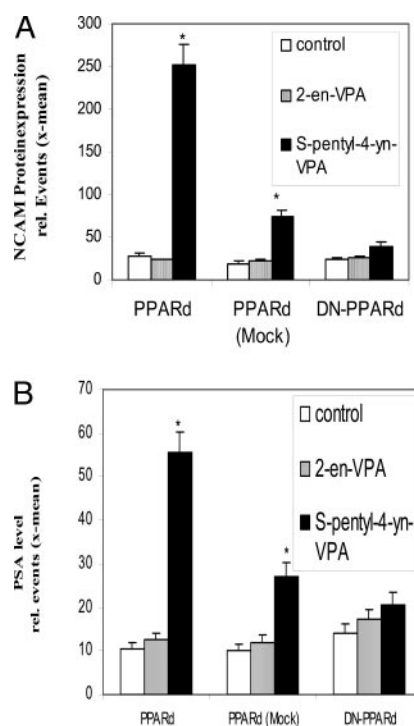 A
NCAM Proteinexpression
rel. Events (x-mean)
300
250
200
150
100
50
0
*
*
control
2-en-VPA
S-pentyl-4-yn-
VPA
PPARd
PPARd
(Mock)
DN-PPARd
B
PSA level
rel. events (x-mean)
70
60
50
40
30
20
10
0
*
*
control
2-en-VPA
S-pentyl-4-yn-
VPA
PPARd
PPARd (Mock)
DN-PPARd